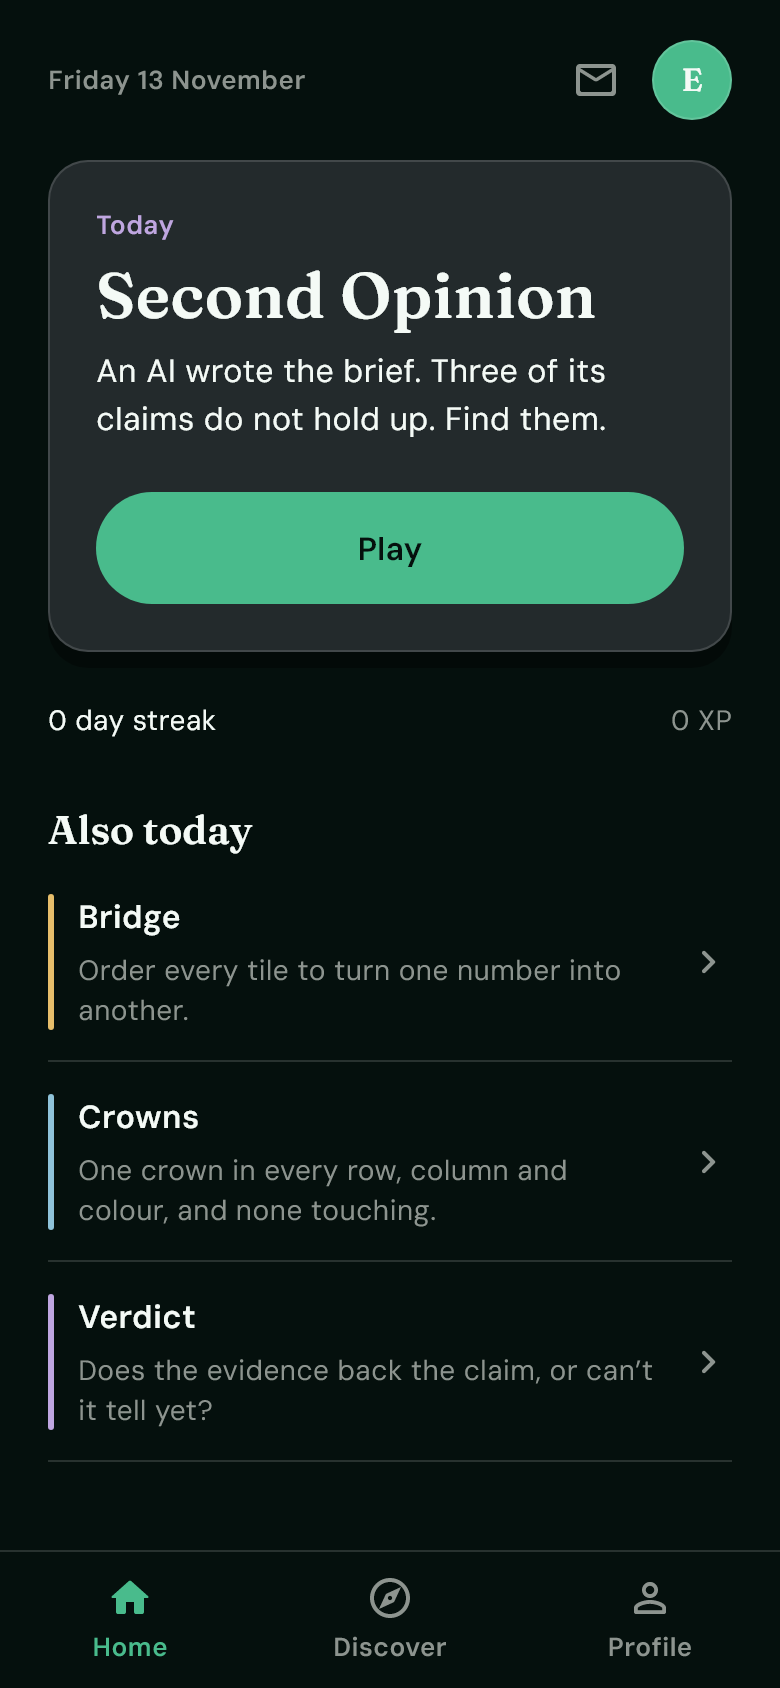 Friday 13 November
E
Today
Second Opinion
An AI wrote the brief. Three of its
claims do not hold up. Find them.
Play
0 day streak
0 XP
Also today
Bridge
Order every tile to turn one number into
another.
Crowns
One crown in every row, column and
colour, and none touching.
Verdict
Does the evidence back the claim, or can’t
it tell yet?
Home
Discover
Profile